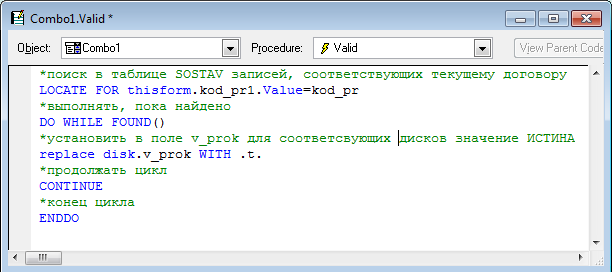 Combo1.Valid *
Object: Combo1 Procedure: Valid View Parent Code
*поиск в таблице SOSTAV записей, соответствующих текущему договору
LOCATE FOR thisform.kod_pr1.Value=kod_pr
*выполнять, пока найдено
DO WHILE FOUND()
*установить в поле v_prok для соответсвующих дисков значение ИСТИНА
replace disk.v_prok WITH .t.
*продолжать цикл
CONTINUE
*конец цикла
ENDDO